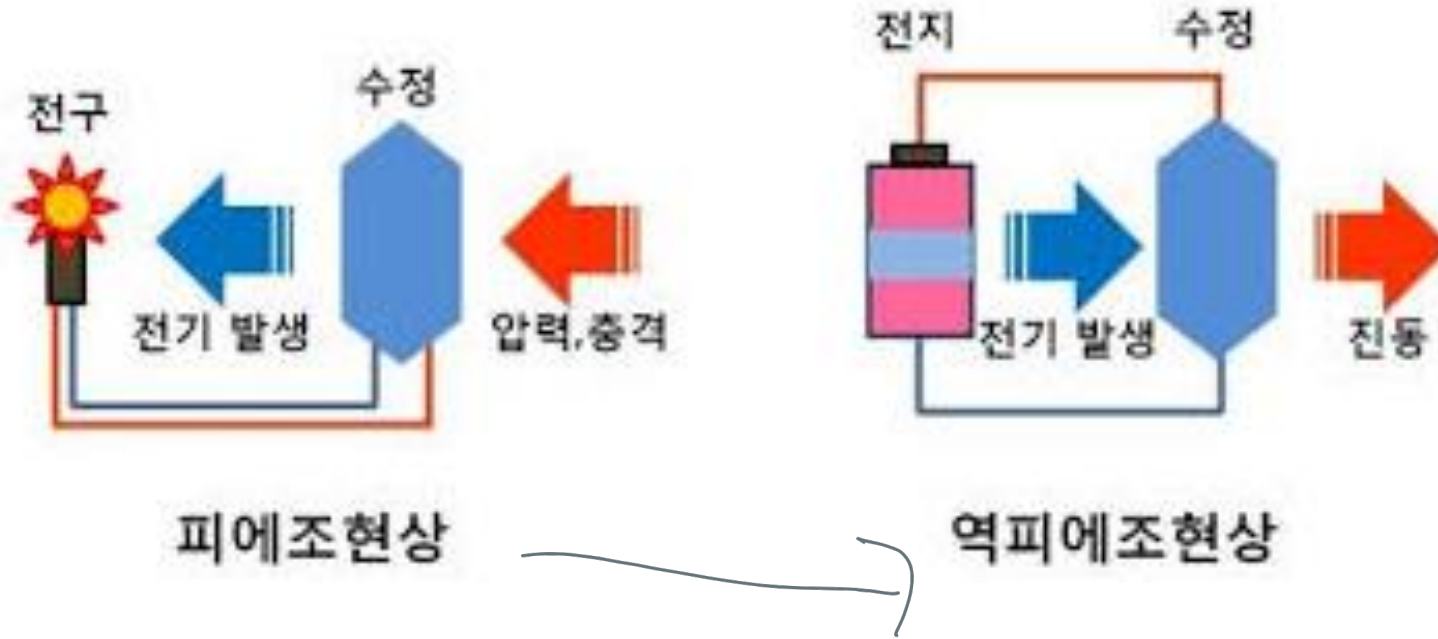 전구
수정
전기 발생
압력,충격
피에조현상
전지
수정
전기 발생
진동
역피에조현상